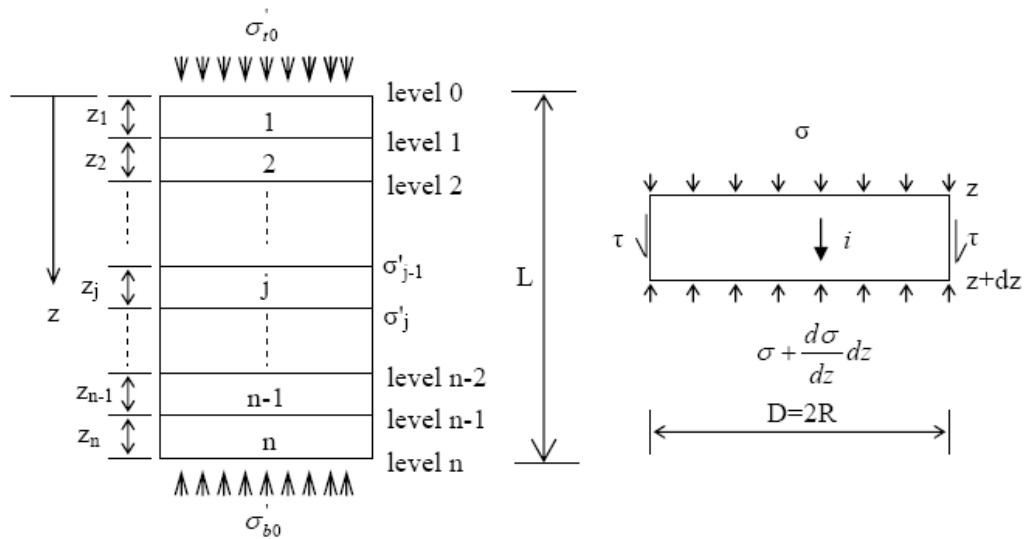 σ't0
level 0
z1
1
level 1
z2
2
level 2
σ'j-1
zj
j
z
σ'j
level n-2
zn-1
n-1
level n-1
zn
n
level n
σ'b0
L
σ
z
τ
i
τ
z+dz
σ + dσ/dz dz
D=2R